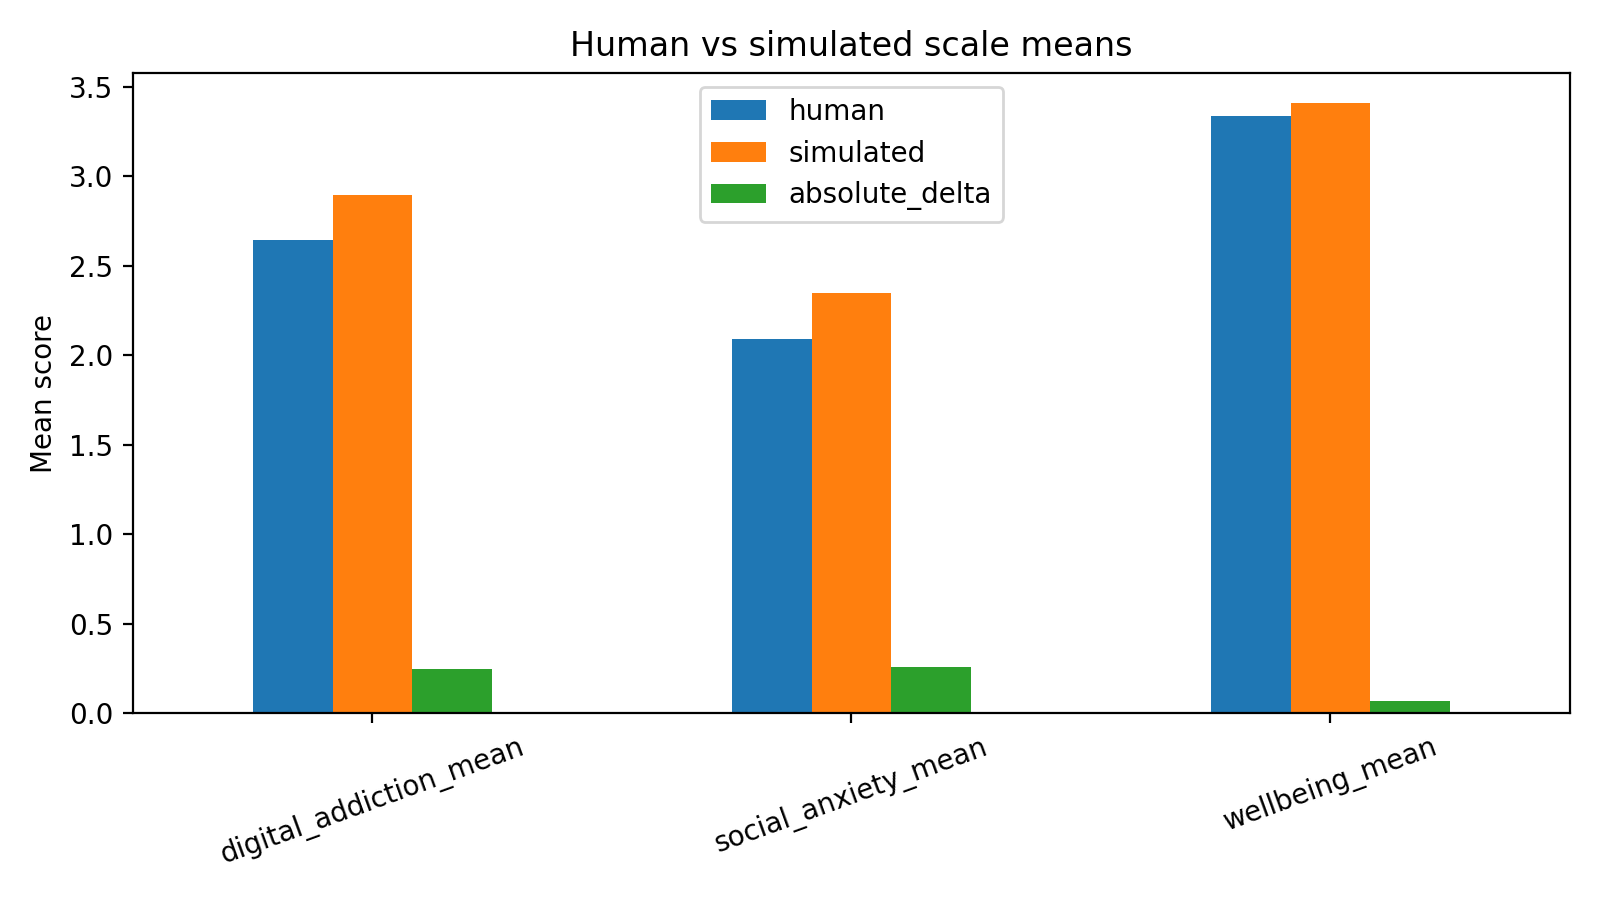 Human vs simulated scale means
human
simulated
absolute_delta
Mean score
3.5
3.0
2.5
2.0
1.5
1.0
0.5
0.0
digital_addiction_mean
social_anxiety_mean
wellbeing_mean